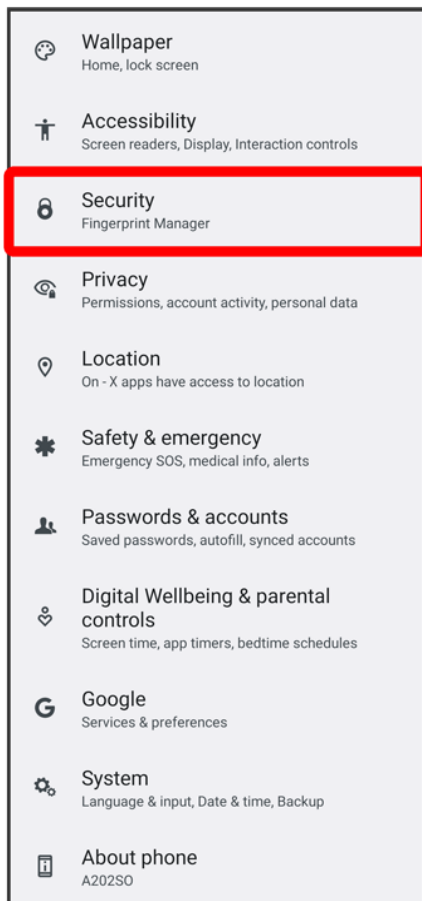 Wallpaper
Home, lock screen
Accessibility
Screen readers, Display, Interaction controls
Security
Fingerprint Manager
Privacy
Permissions, account activity, personal data
Location
On - X apps have access to location
Safety & emergency
Emergency SOS, medical info, alerts
Passwords & accounts
Saved passwords, autofill, synced accounts
Digital Wellbeing & parental
controls
Screen time, app timers, bedtime schedules
Google
Services & preferences
System
Language & input, Date & time, Backup
About phone
A202SO